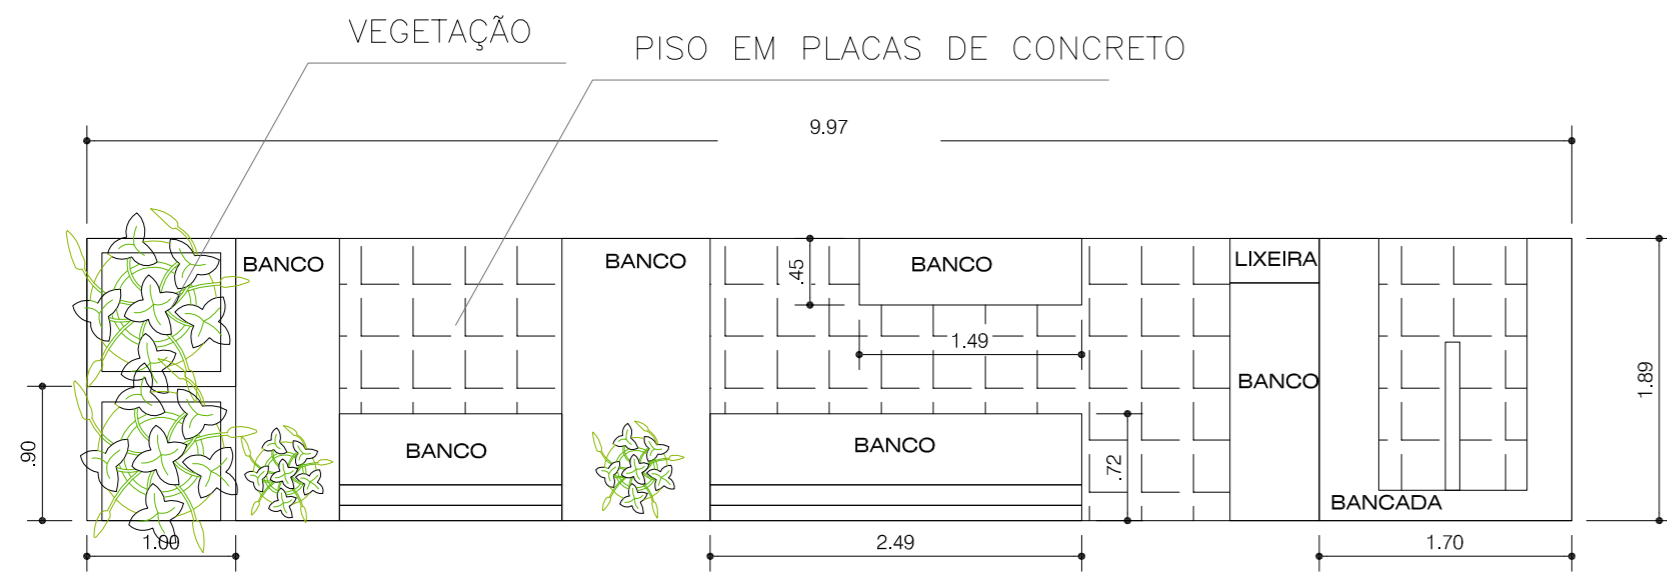 VEGETAÇÃO
PISO EM PLACAS DE CONCRETO
9.97
BANCO
BANCO
BANCO
LIXEIRA
.45
1.49
BANCO
1.89
.90
BANCO
BANCO
.72
BANCADA
1.00
2.49
1.70